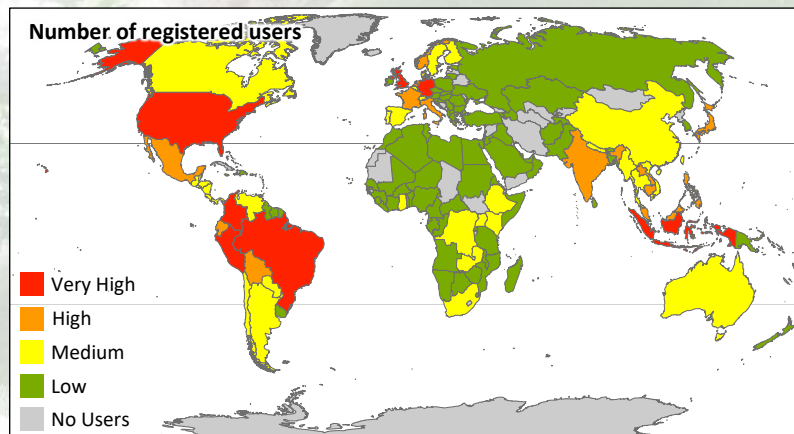 Number of registered users
Very High
High
Medium
Low
No Users